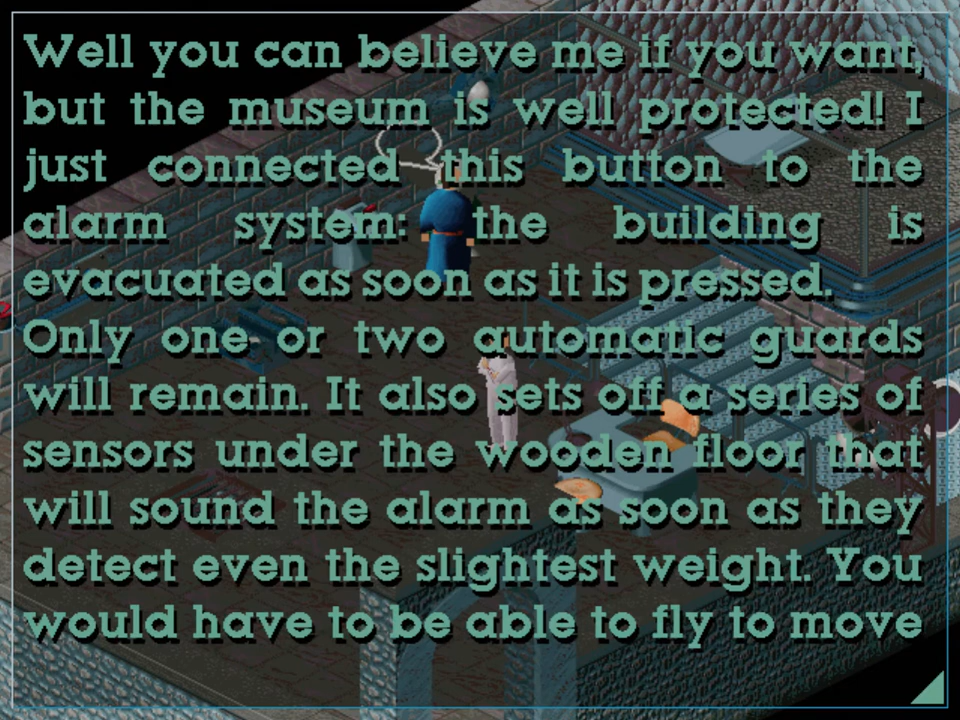 Well you can believe me if you want,
but the museum is well protected! I
just connected this button to the
alarm system: the building is
evacuated as soon as it is pressed.
Only one or two automatic guards
will remain. It also sets off a series of
sensors under the wooden floor that
will sound the alarm as soon as they
detect even the slightest weight. You
would have to be able to fly to move